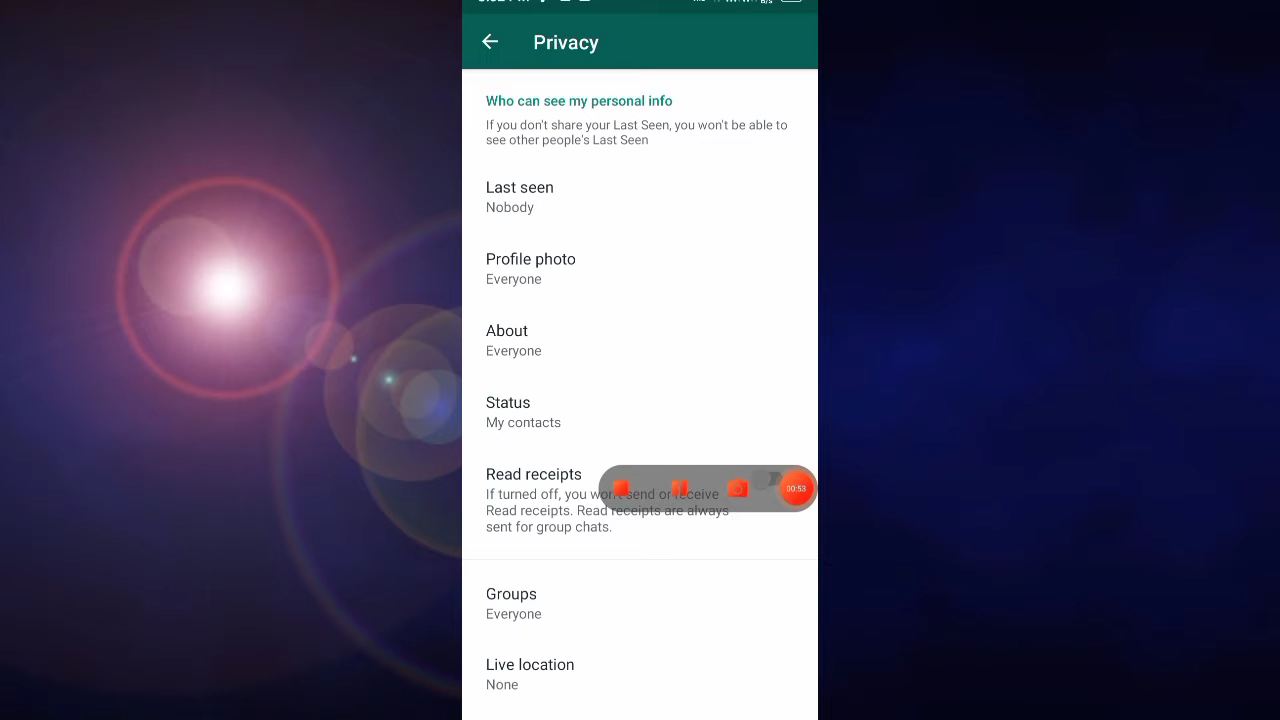 Privacy
Who can see my personal info
If you don't share your Last Seen, you won't be able to
see other people's Last Seen
Last seen
Nobody
Profile photo
Everyone
About
Everyone
Status
My contacts
Read receipts
If turned off, you won't send or receive
Read receipts. Read receipts are always
sent for group chats.
00:53
Groups
Everyone
Live location
None